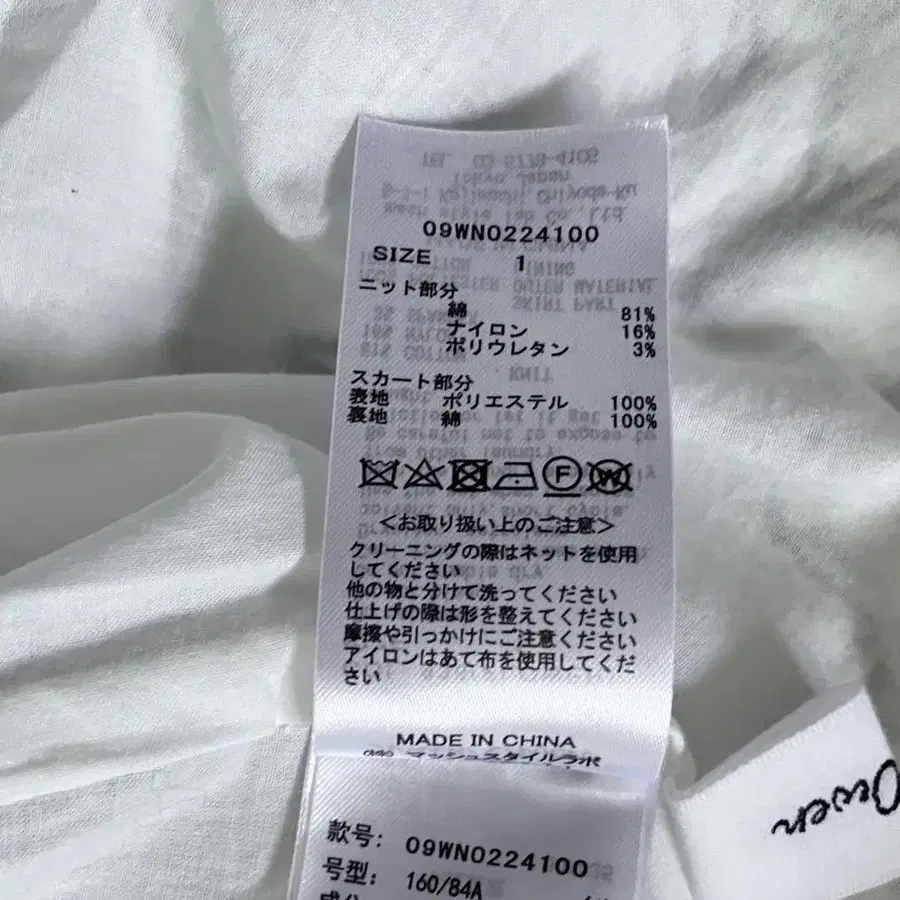 09WN0224100
SIZE 1
ニット部分
綿 81%
ナイロン 16%
ポリウレタン 3%
スカート部分
表地 ポリエステル 100%
裏地 綿 100%
F
W
<お取り扱い上のご注意>
クリーニングの際はネットを使用
してください
他の物と分けて洗ってください
仕上げの際は形を整えてください
摩擦や引っかけにご注意ください
アイロンはあて布を使用してくだ
さい
MADE IN CHINA
㈱ マッシュスタイルラボ
款号: 09WN0224100
号型: 160/84A
Owen